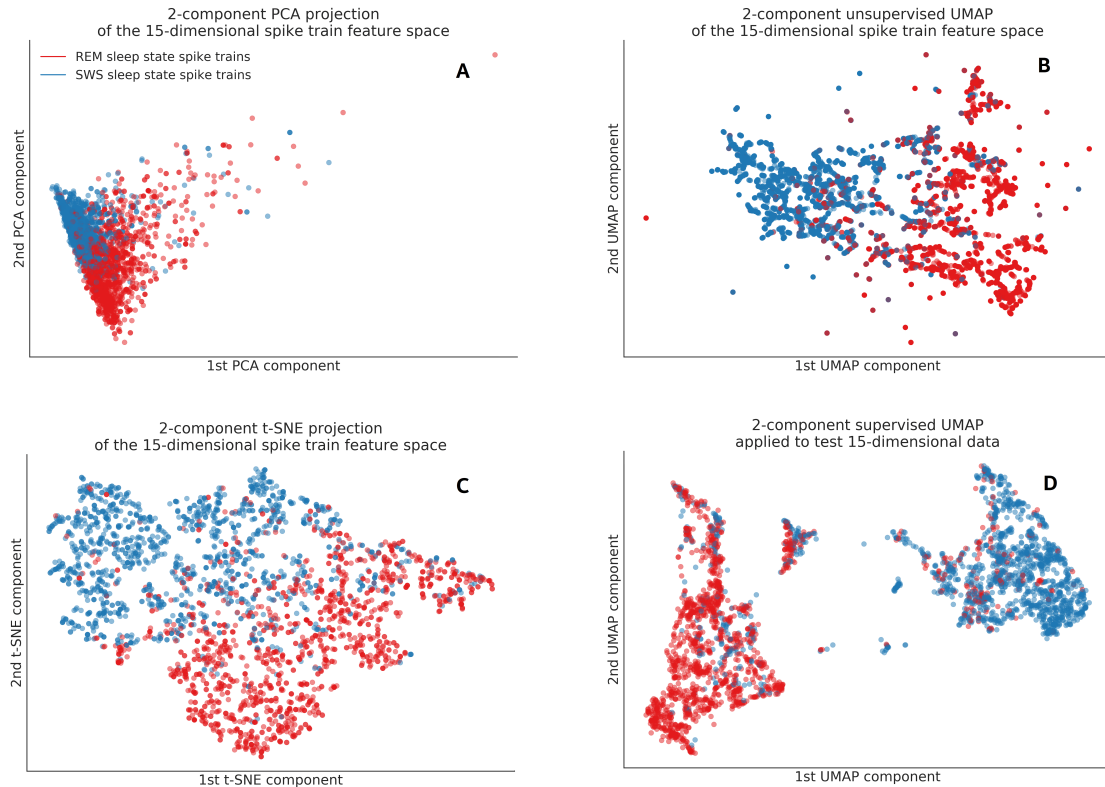 2-component PCA projection
of the 15-dimensional spike train feature space
REM sleep state spike trains
SWS sleep state spike trains
A
2nd PCA component
1st PCA component
2-component unsupervised UMAP
of the 15-dimensional spike train feature space
B
2nd UMAP component
1st UMAP component
2-component t-SNE projection
of the 15-dimensional spike train feature space
C
2nd t-SNE component
1st t-SNE component
2-component supervised UMAP
applied to test 15-dimensional data
D
2nd UMAP component
1st UMAP component